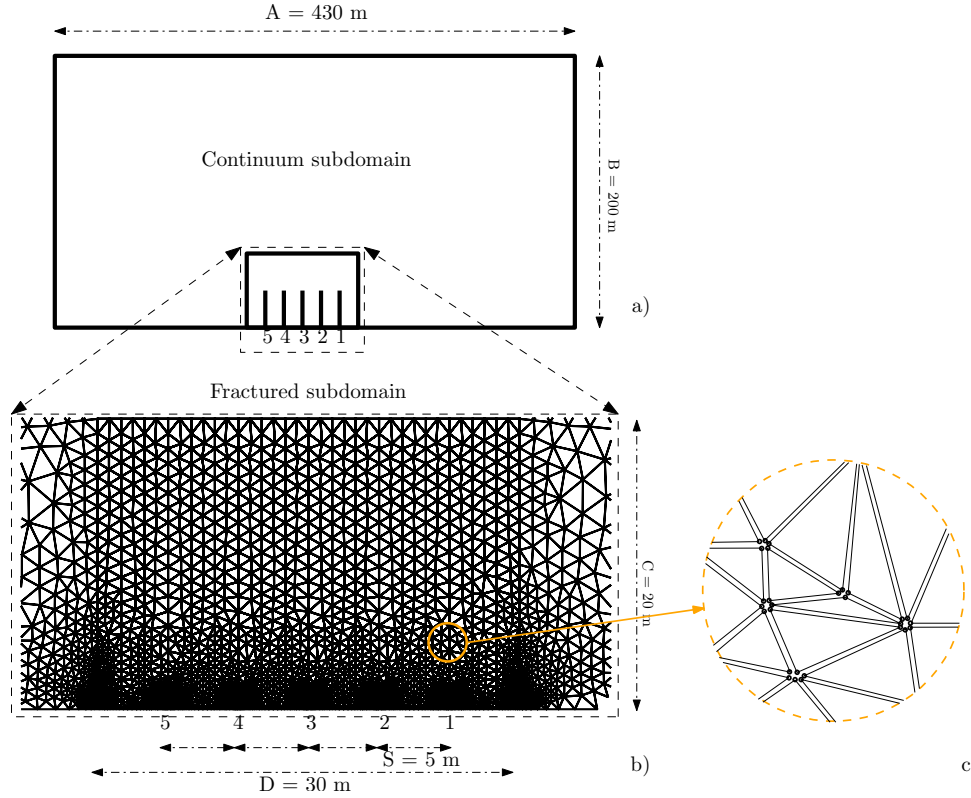 A = 430 m
Continuum subdomain
B = 200 m
a)
5 4 3 2 1
Fractured subdomain
C = 20 m
5 4 3 2 1
S = 5 m
b)
c
D = 30 m